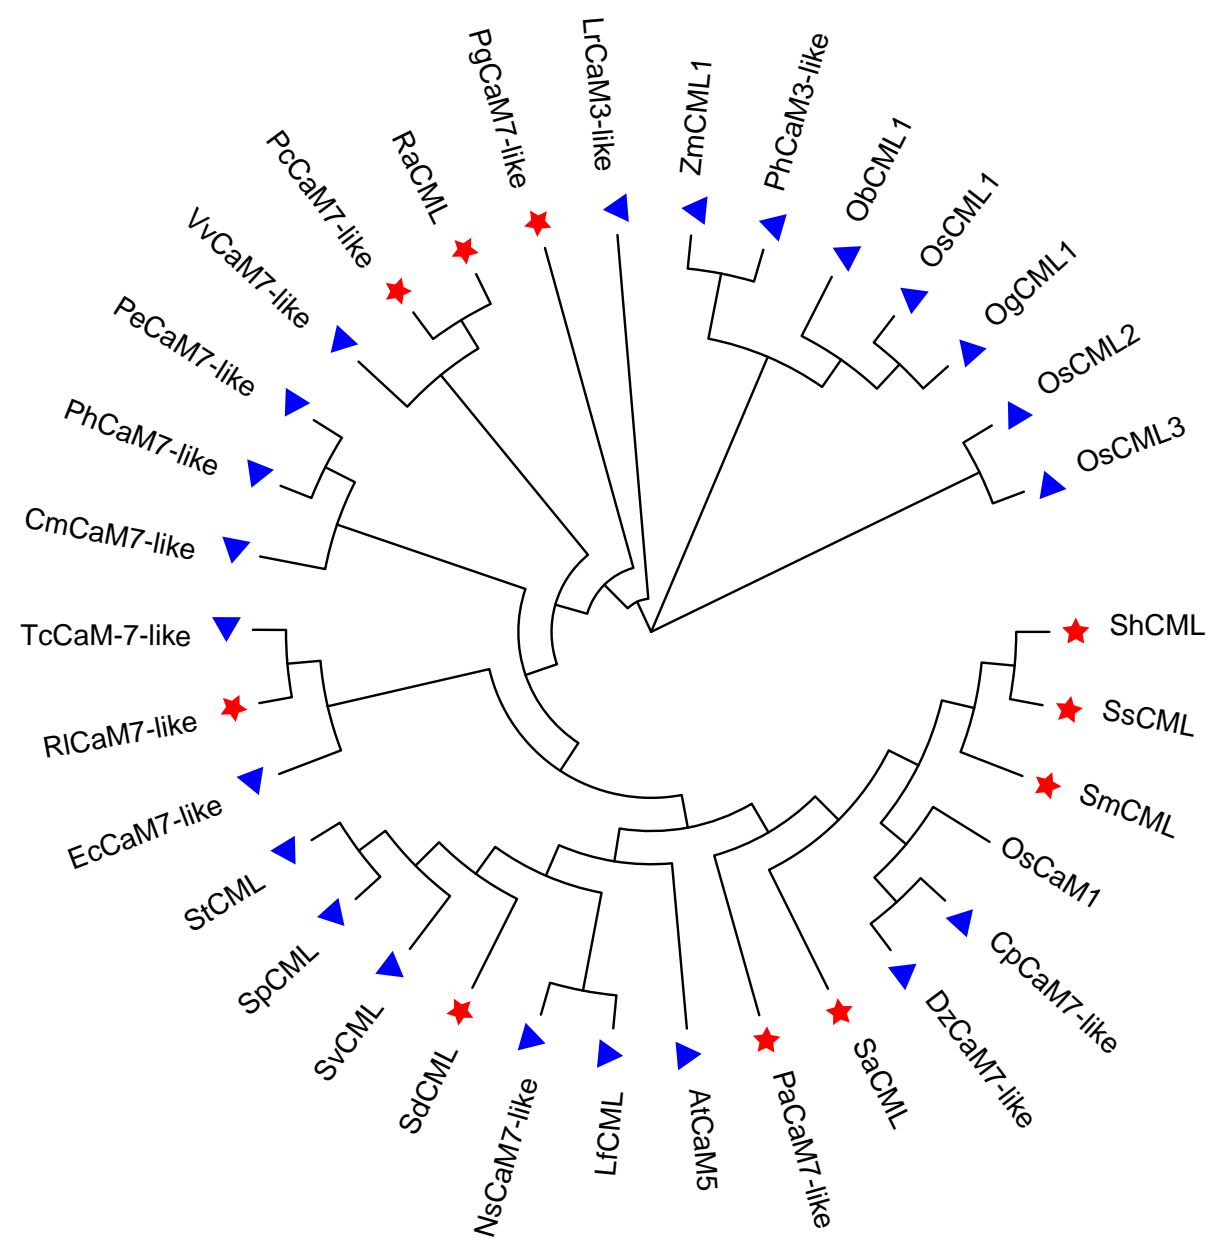 LrCaM3-like
ZmCML1
PhCaM3-like
ObCML1
OsCML1
OgCML1
OsCML2
OsCML3
ShCML
SsCML
SmCML
OsCaM1
CpCaM7-like
DzCaM7-like
SaCML
PaCaM7-like
AtCaM5
LfCML
NsCaM7-like
SdCML
SvCML
SpCML
StCML
EcCaM7-like
RlCaM7-like
TcCaM-7-like
CmCaM7-like
PhCaM7-like
PeCaM7-like
VvCaM7-like
PcCaM7-like
RaCML
PgCaM7-like